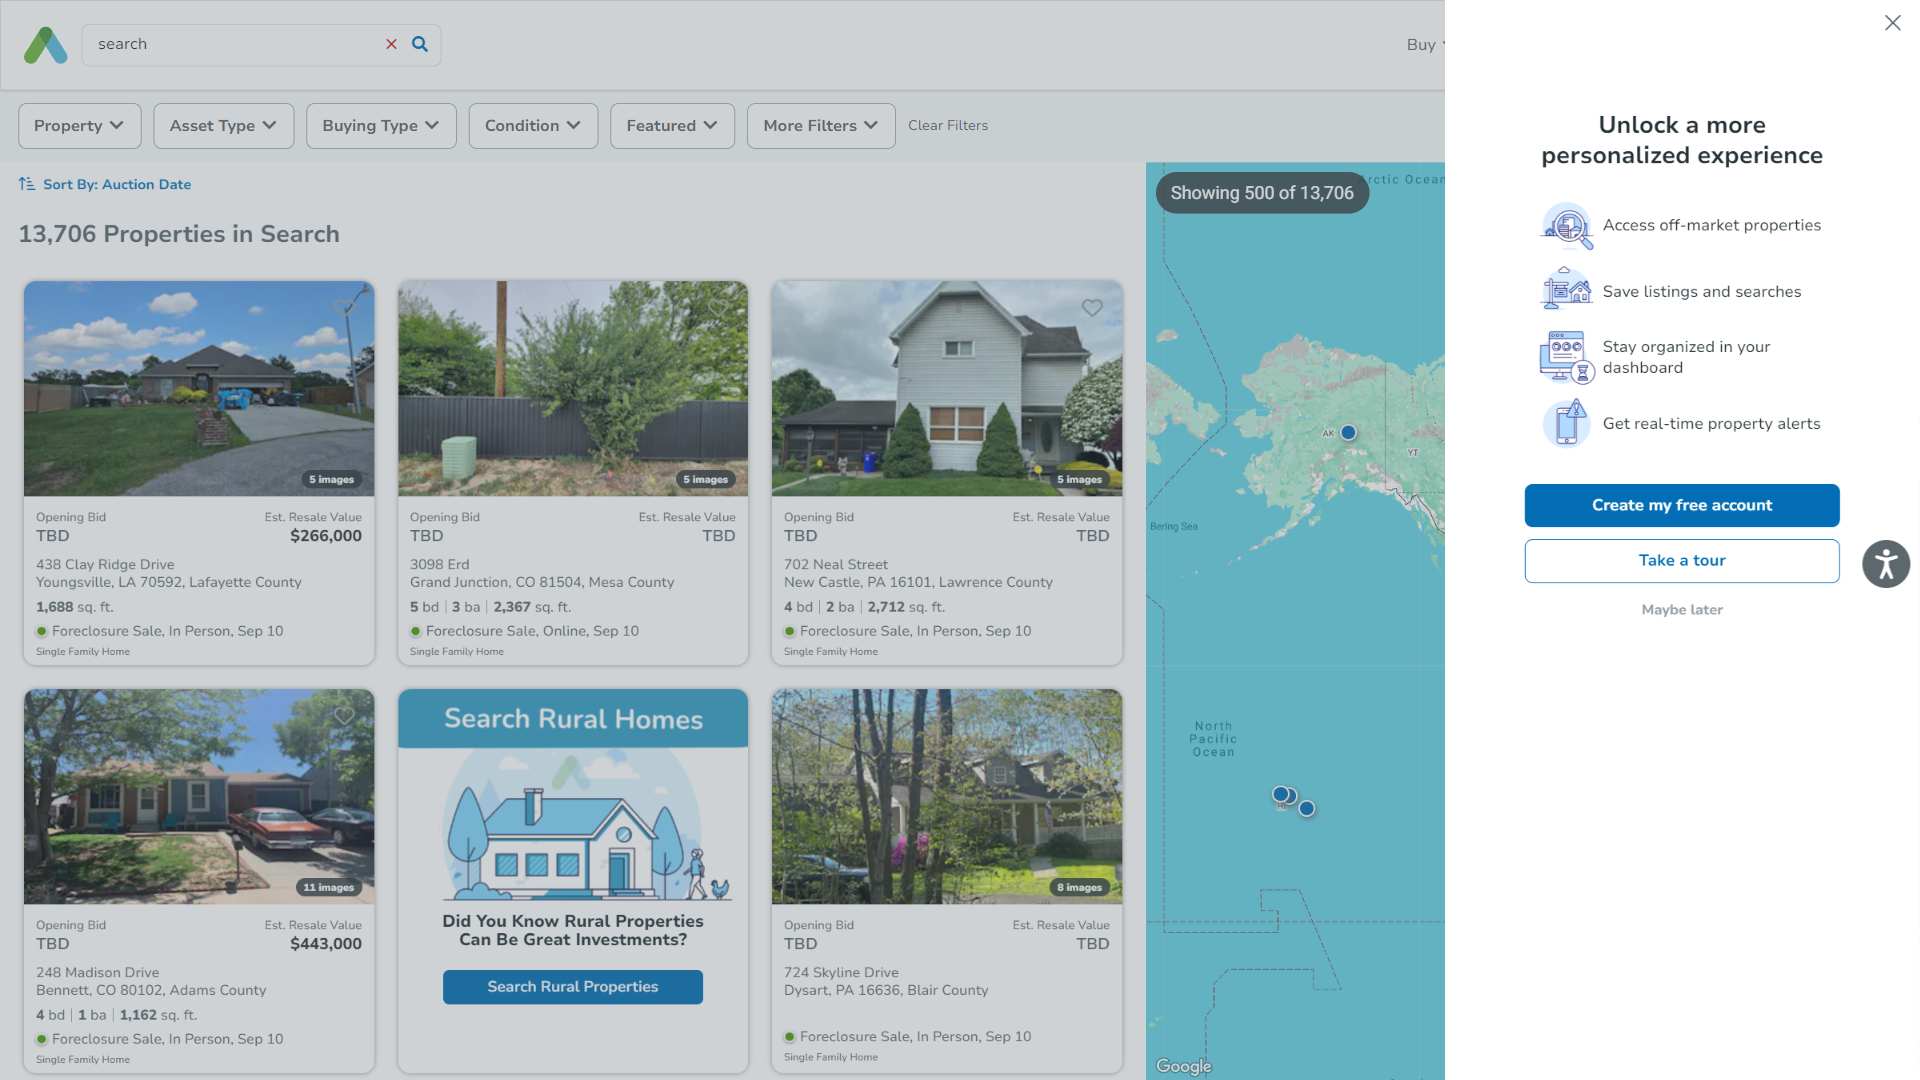 search
Buy
Property
Asset Type
Buying Type
Condition
Featured
More Filters
Clear Filters
Sort By: Auction Date
13,706 Properties in Search
5 images
Opening Bid
Est. Resale Value
TBD
$266,000
438 Clay Ridge Drive
Youngsville, LA 70592, Lafayette County
1,688 sq. ft.
Foreclosure Sale, In Person, Sep 10
Single Family Home
5 images
Opening Bid
Est. Resale Value
TBD
TBD
3098 Erd
Grand Junction, CO 81504, Mesa County
5 bd | 3 ba | 2,367 sq. ft.
Foreclosure Sale, Online, Sep 10
Single Family Home
5 images
Opening Bid
Est. Resale Value
TBD
TBD
702 Neal Street
New Castle, PA 16101, Lawrence County
4 bd | 2 ba | 2,712 sq. ft.
Foreclosure Sale, In Person, Sep 10
Single Family Home
11 images
Opening Bid
Est. Resale Value
TBD
$443,000
248 Madison Drive
Bennett, CO 80102, Adams County
4 bd | 1 ba | 1,162 sq. ft.
Foreclosure Sale, In Person, Sep 10
Single Family Home
Search Rural Homes
Did You Know Rural Properties
Can Be Great Investments?
Search Rural Properties
8 images
Opening Bid
Est. Resale Value
TBD
TBD
724 Skyline Drive
Dysart, PA 16636, Blair County
Foreclosure Sale, In Person, Sep 10
Single Family Home
Showing 500 of 13,706
Arctic Ocean
AK
YT
Bering Sea
North
Pacific
Ocean
HI
Google
Unlock a more
personalized experience
Access off-market properties
Save listings and searches
Stay organized in your
dashboard
Get real-time property alerts
Create my free account
Take a tour
Maybe later